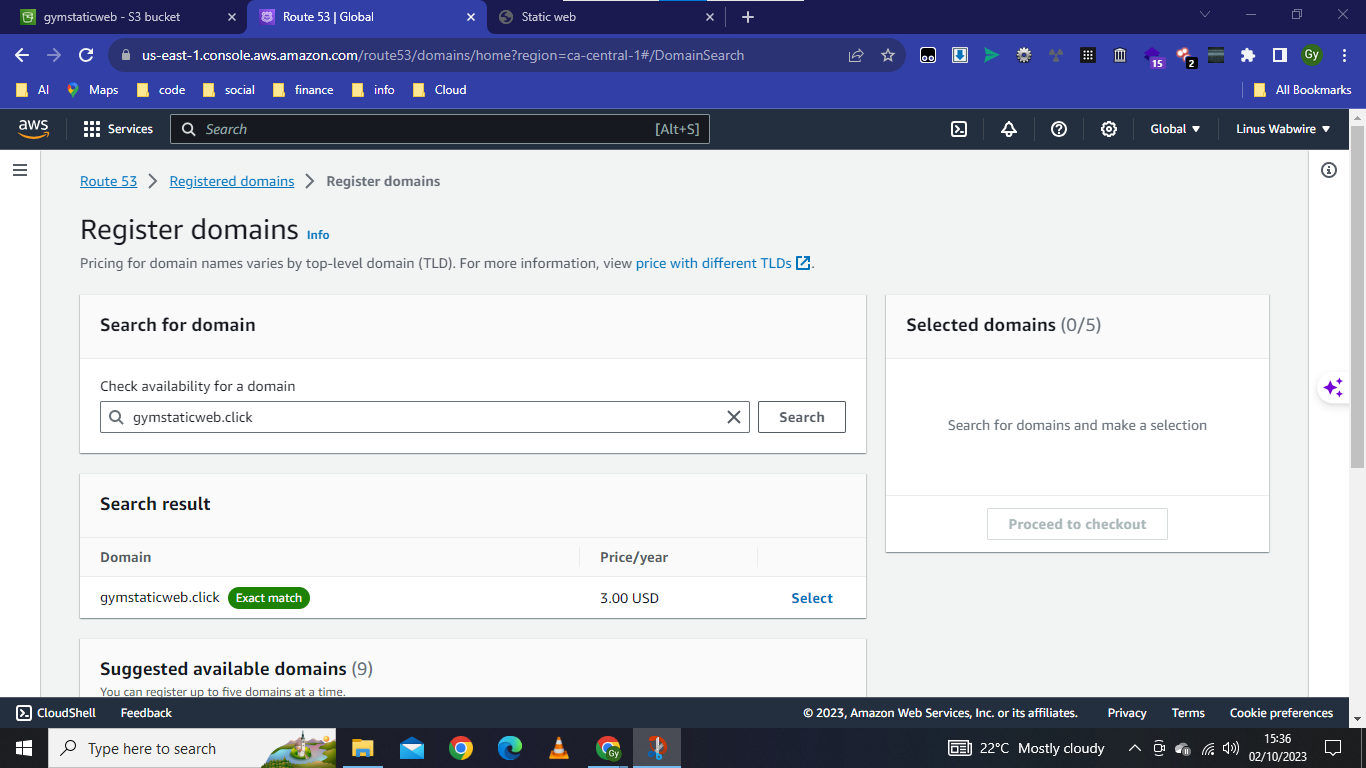 gymstaticweb - S3 bucket
Route 53 | Global
Static web
us-east-1.console.aws.amazon.com/route53/domains/home?region=ca-central-1#/DomainSearch
15
2
Gy
AI
Maps
code
social
finance
info
Cloud
All Bookmarks
aws
Services
Search
[Alt+S]
Global
Linus Wabwire
Route 53
Registered domains
Register domains
Register domains Info
Pricing for domain names varies by top-level domain (TLD). For more information, view price with different TLDs.
Search for domain
Check availability for a domain
gymstaticweb.click
Search
Selected domains (0/5)
Search for domains and make a selection
Proceed to checkout
Search result
Domain
Price/year
gymstaticweb.click
Exact match
3.00 USD
Select
Suggested available domains (9)
You can register up to five domains at a time.
CloudShell
Feedback
© 2023, Amazon Web Services, Inc. or its affiliates.
Privacy
Terms
Cookie preferences
Type here to search
Gy
22°C Mostly cloudy
15:36
02/10/2023